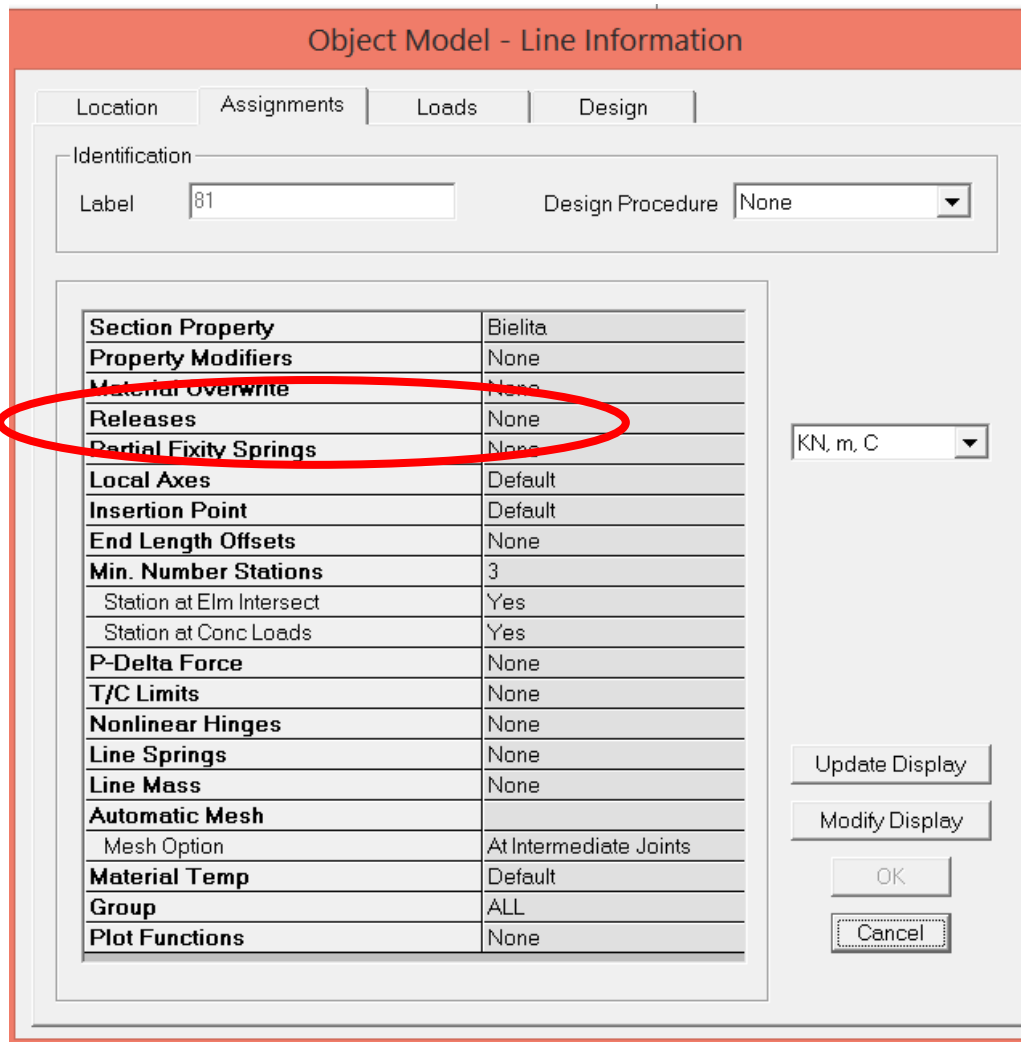 Object Model - Line Information
Location Assignments Loads Design
Identification
Label 81 Design Procedure None
Section Property Bielita
Property Modifiers None
Material Overwrite None
Releases None
Partial Fixity Springs None
KN, m, C
Local Axes Default
Insertion Point Default
End Length Offsets None
Min. Number Stations 3
Station at Elm Intersect Yes
Station at Conc Loads Yes
P-Delta Force None
T/C Limits None
Nonlinear Hinges None
Line Springs None
Update Display
Line Mass None
Automatic Mesh
Modify Display
Mesh Option At Intermediate Joints
Material Temp Default
OK
Group ALL
Cancel
Plot Functions None